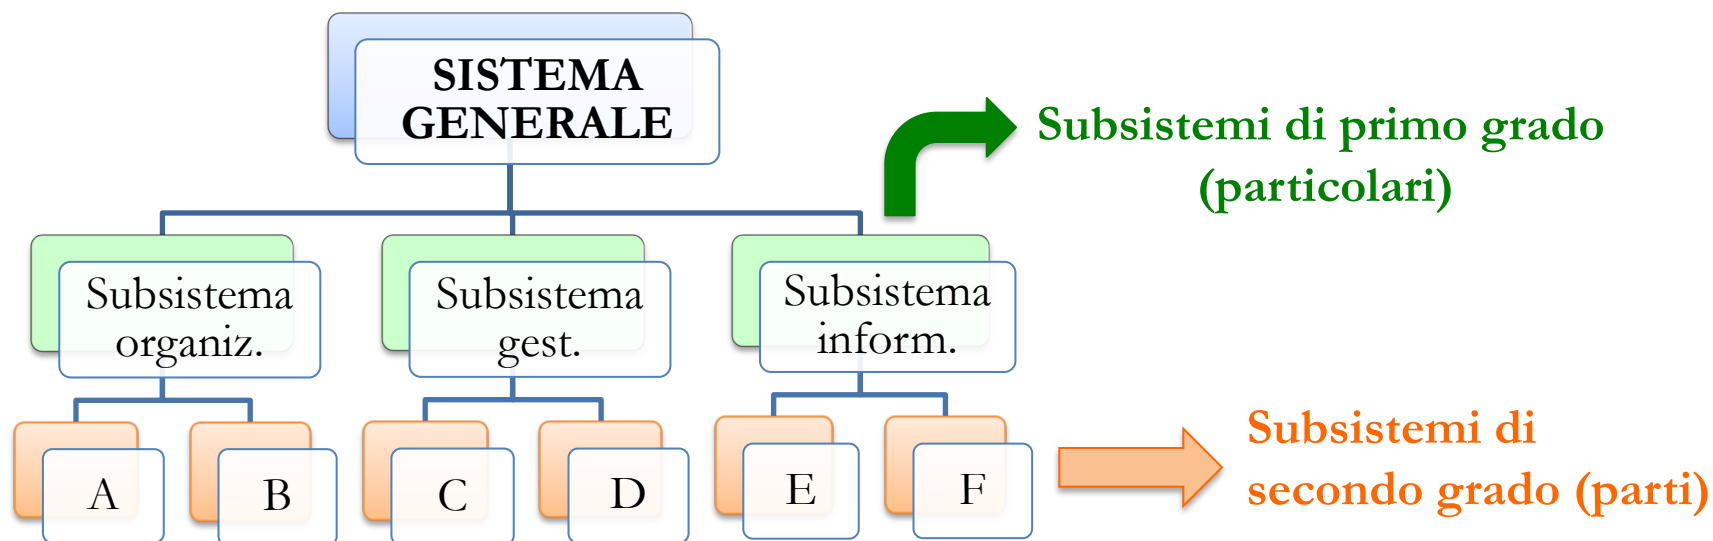 SISTEMA
GENERALE
Subsistemi di primo grado
(particolari)
Subsistema
organiz.
Subsistema
gest.
Subsistema
inform.
A
B
C
D
E
F
Subsistemi di
secondo grado (parti)